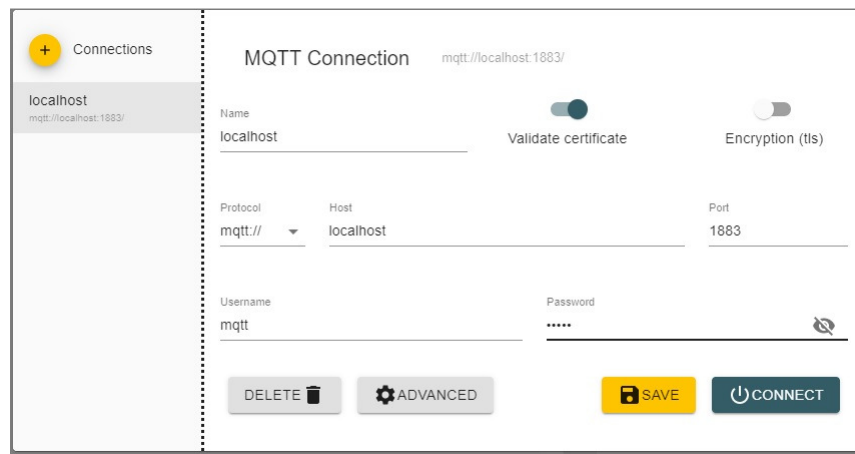 + Connections
localhost
mqtt://localhost:1883/
MQTT Connection mqtt://localhost:1883/
Name
localhost
Validate certificate Encryption (tls)
Protocol Host Port
mqtt:// localhost 1883
Username Password
mqtt •••••
DELETE ADVANCED SAVE CONNECT